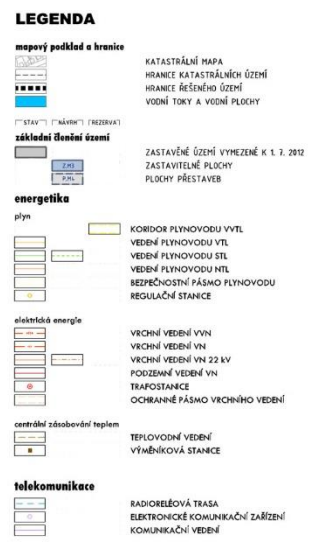 LEGENDA
mapový podklad a hranice
KATASTRÁLNÍ MAPA
HRANICE KATASTRÁLNÍCH ÚZEMÍ
HRANICE ŘEŠENÉHO ÚZEMÍ
VODNÍ TOKY A VODNÍ PLOCHY
STAV NÁVRH REZERVA
základní členění území
ZASTAVĚNÉ ÚZEMÍ VYMEZENÉ K 1. 7. 2012
ZASTAVITELNÉ PLOCHY
PLOCHY PŘESTAVEB
energetika
plyn
KORIDOR PLYNOVODU VVTL
VEDENÍ PLYNOVODU VTL
VEDENÍ PLYNOVODU STL
VEDENÍ PLYNOVODU NTL
BEZPEČNOSTNÍ PÁSMO PLYNOVODU
REGULAČNÍ STANICE
elektrická energie
VRCHNÍ VEDENÍ VVN
VRCHNÍ VEDENÍ VN
VRCHNÍ VEDENÍ VN 22 kV
PODZEMNÍ VEDENÍ VN
TRAFOSTANICE
OCHRANNÉ PÁSMO VRCHNÍHO VEDENÍ
centrální zásobování teplem
TEPLOVODNÍ VEDENÍ
VÝMĚNÍKOVÁ STANICE
telekomunikace
RADIORELÉOVÁ TRASA
ELEKTRONICKÉ KOMUNIKAČNÍ ZAŘÍZENÍ
KOMUNIKAČNÍ VEDENÍ